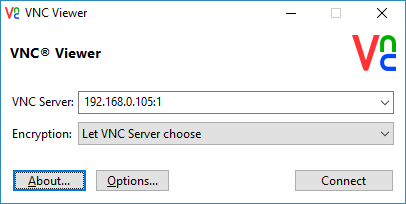 VNC Viewer
VNC® Viewer
VNC Server: 192.168.0.105:1
Encryption: Let VNC Server choose
About... Options... Connect